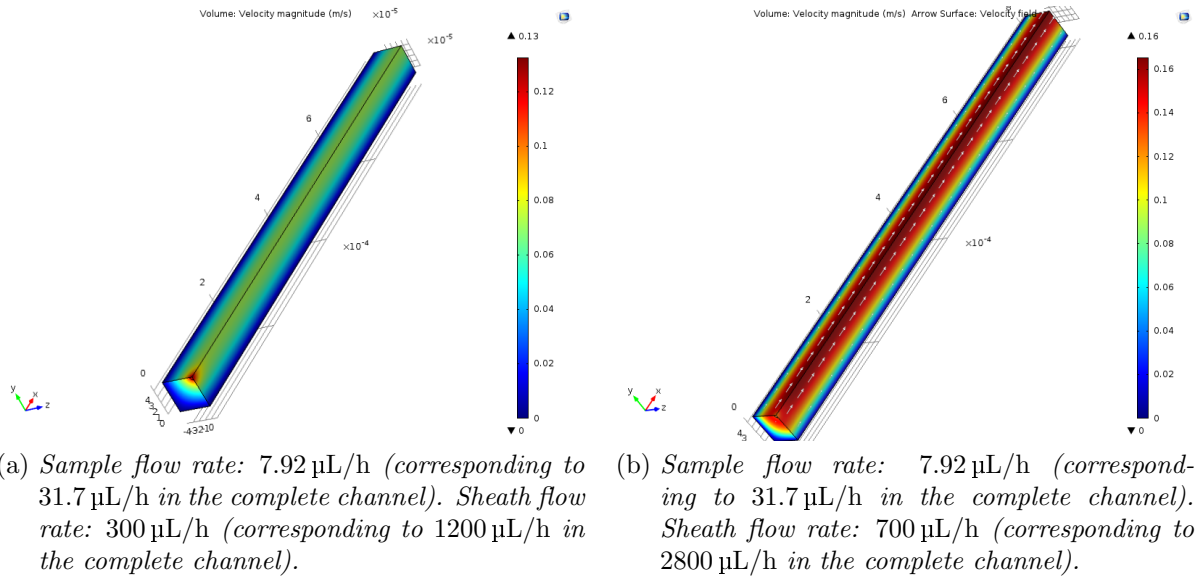 Volume: Velocity magnitude (m/s)
×10⁻⁵
×10⁻⁵
▲ 0.13
0.12
0.1
0.08
0.06
0.04
0.02
0
▼ 0
6
4
2
0
×10⁻⁴
y
x
z
Volume: Velocity magnitude (m/s) Arrow Surface: Velocity field
▲ 0.16
0.16
0.14
0.12
0.1
0.08
0.06
0.04
0.02
0
▼ 0
6
4
2
0
×10⁻⁴
y
x
z
(a) Sample flow rate: 7.92 µL/h (corresponding to
31.7 µL/h in the complete channel). Sheath flow
rate: 300 µL/h (corresponding to 1200 µL/h in
the complete channel).
(b) Sample flow rate: 7.92 µL/h (correspond-
ing to 31.7 µL/h in the complete channel).
Sheath flow rate: 700 µL/h (corresponding to
2800 µL/h in the complete channel).